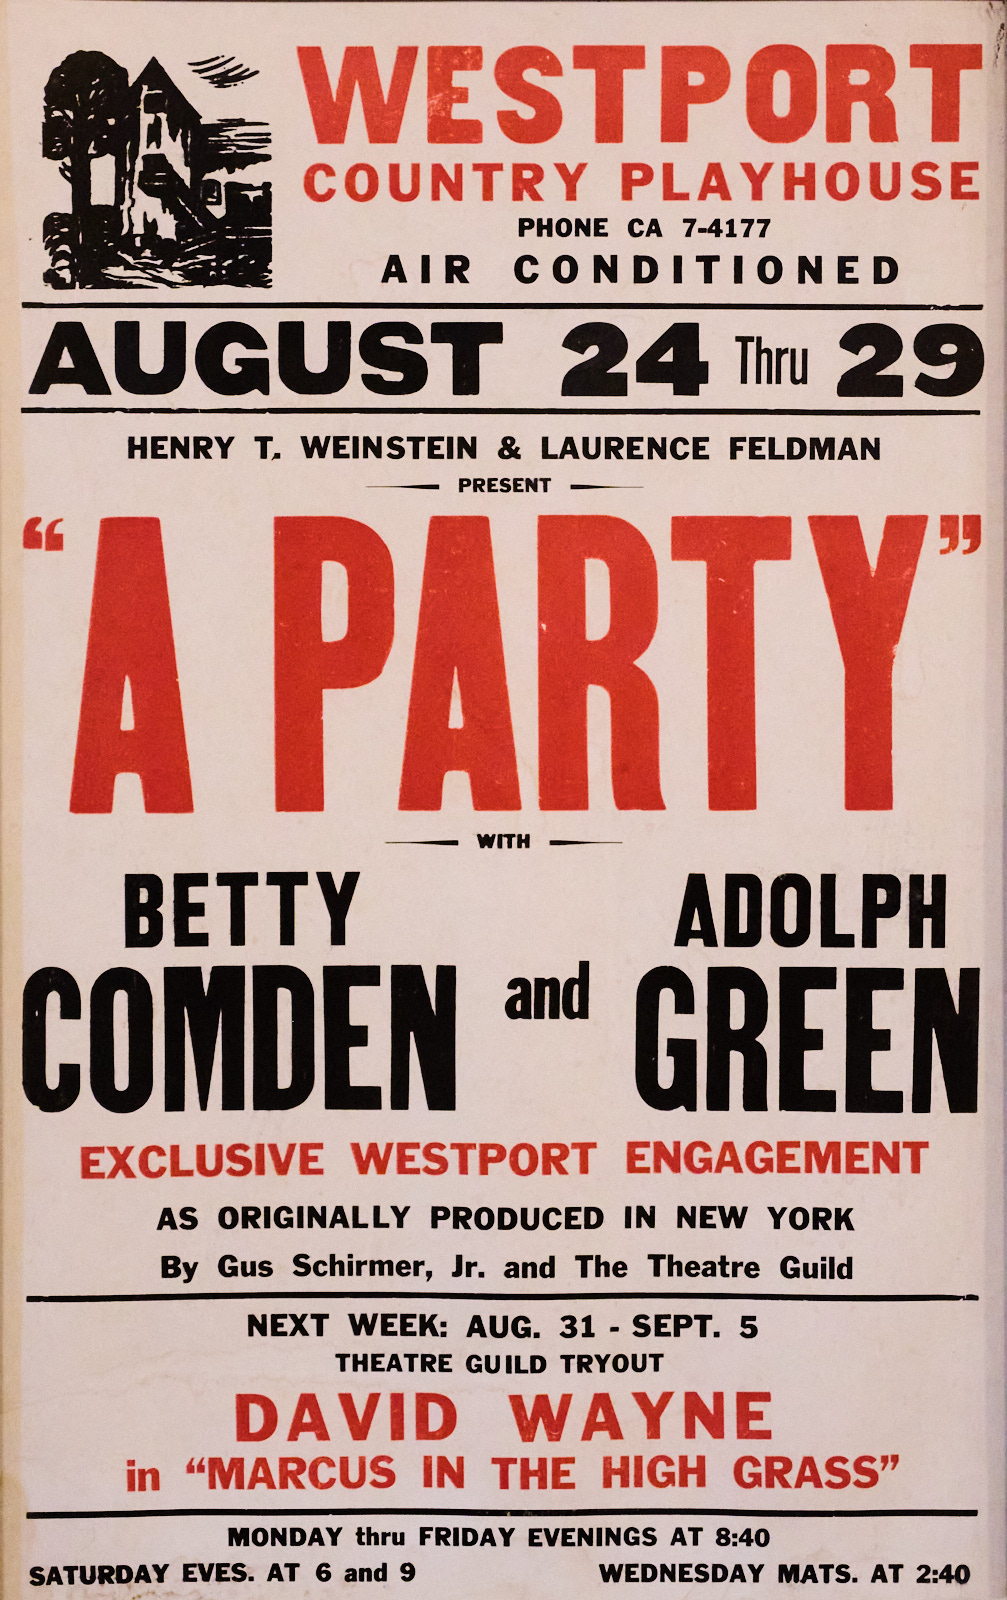 WESTPORT
COUNTRY PLAYHOUSE
PHONE CA 7-4177
AIR CONDITIONED
AUGUST 24 Thru 29
HENRY T. WEINSTEIN & LAURENCE FELDMAN
PRESENT
“A PARTY”
WITH
BETTY ADOLPH
COMDEN and GREEN
EXCLUSIVE WESTPORT ENGAGEMENT
AS ORIGINALLY PRODUCED IN NEW YORK
By Gus Schirmer, Jr. and The Theatre Guild
NEXT WEEK: AUG. 31 - SEPT. 5
THEATRE GUILD TRYOUT
DAVID WAYNE
in “MARCUS IN THE HIGH GRASS”
MONDAY thru FRIDAY EVENINGS AT 8:40
SATURDAY EVES. AT 6 and 9 WEDNESDAY MATS. AT 2:40